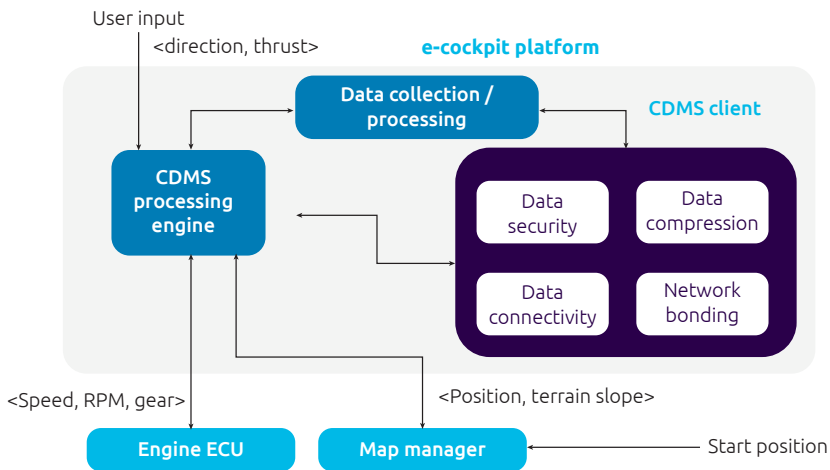 User input
<direction, thrust>
e-cockpit platform
Data collection /
processing
CDMS client
CDMS
processing
engine
Data
security
Data
compression
Data
connectivity
Network
bonding
<Speed, RPM, gear>
<Position, terrain slope>
Engine ECU
Map manager
Start position